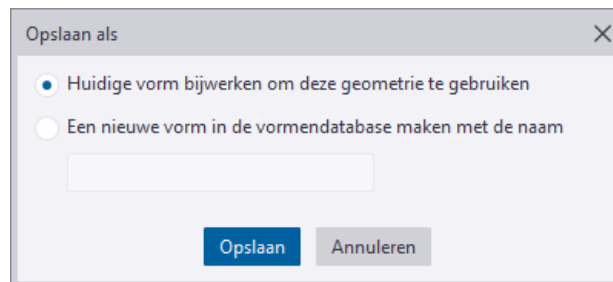 Opslaan als
Huidige vorm bijwerken om deze geometrie te gebruiken
Een nieuwe vorm in de vormendatabase maken met de naam
Opslaan Annuleren